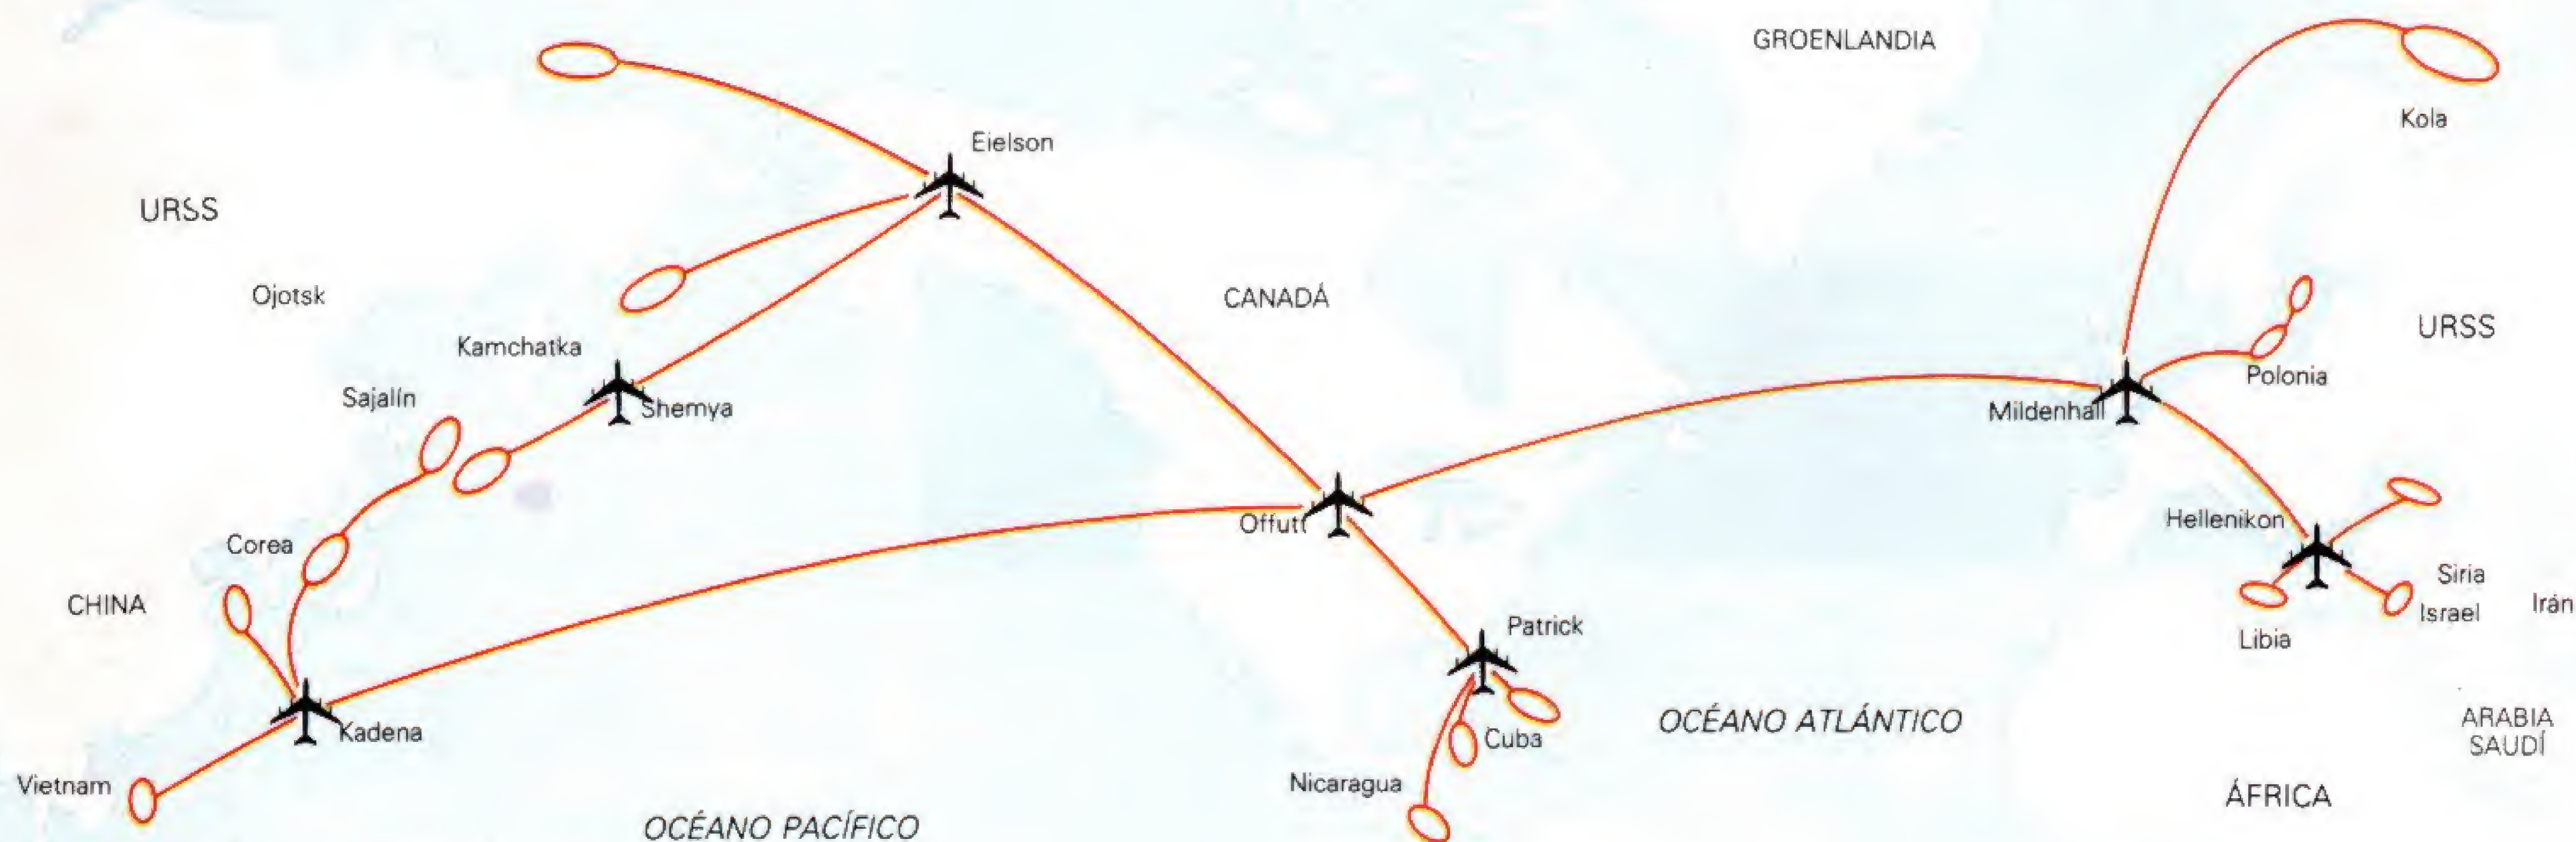 GROENLANDIA
Kola
Eielson
URSS
Ojotsk
CANADÁ
URSS
Kamchatka
Polonia
Sajalín
Shemya
Mildenhall
Offutt
Hellenikon
Corea
Siria
CHINA
Israel
Irán
Patrick
Libia
Kadena
Cuba
OCÉANO ATLÁNTICO
ARABIA
SAUDÍ
Vietnam
Nicaragua
ÁFRICA
OCÉANO PACÍFICO